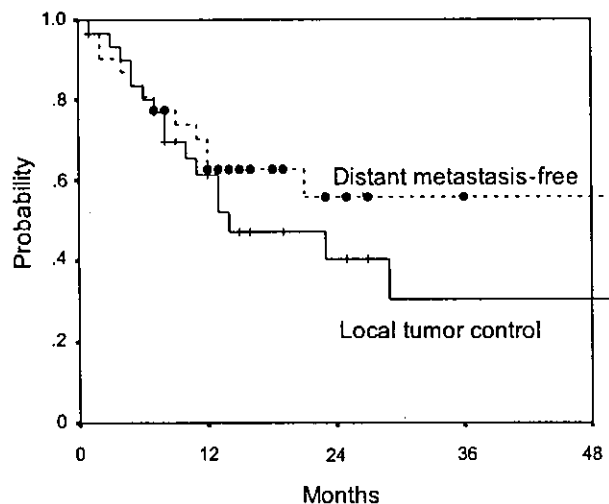 1.0
.8
.6
.4
.2
0
Probability
Distant metastasis-free
Local tumor control
0
12
24
36
48
Months